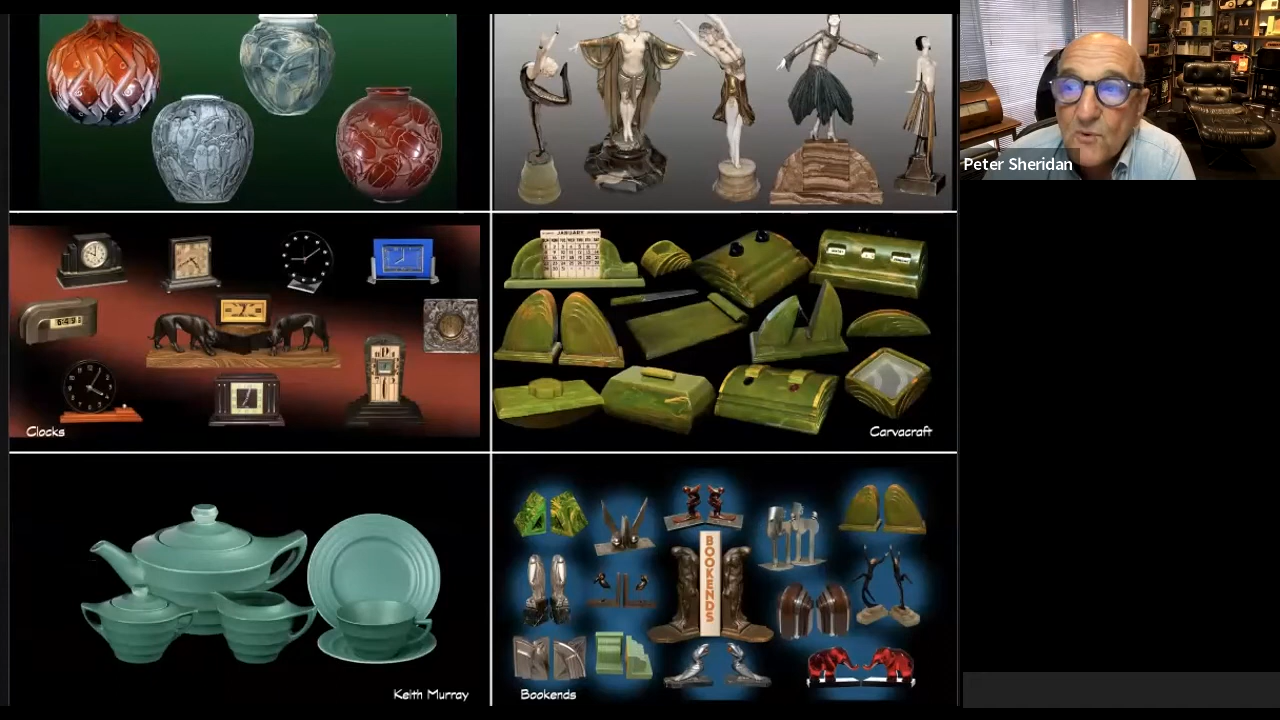 Peter Sheridan
JANUARY
Clocks
Carvacraft
BOOKENDS
Keith Murray
Bookends